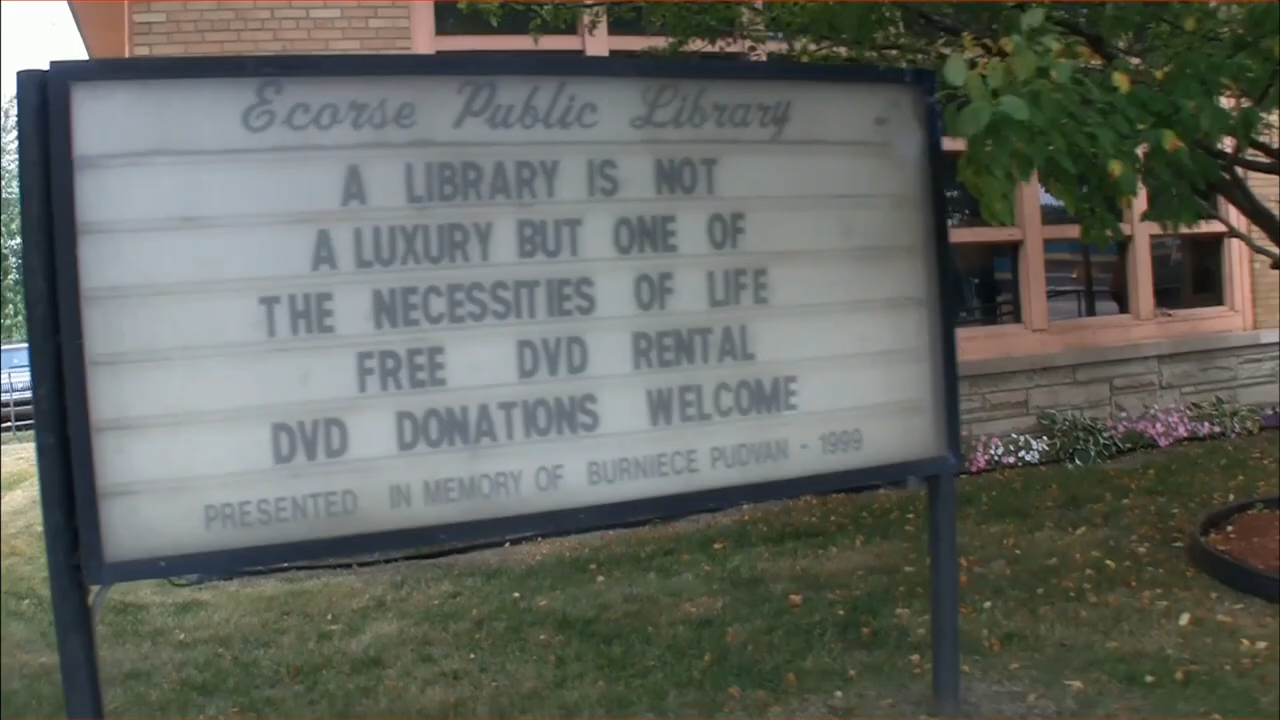 Ecorse Public Library
A LIBRARY IS NOT
A LUXURY BUT ONE OF
THE NECESSITIES OF LIFE
FREE DVD RENTAL
DVD DONATIONS WELCOME
PRESENTED IN MEMORY OF BURNIECE PUDVAN - 1999